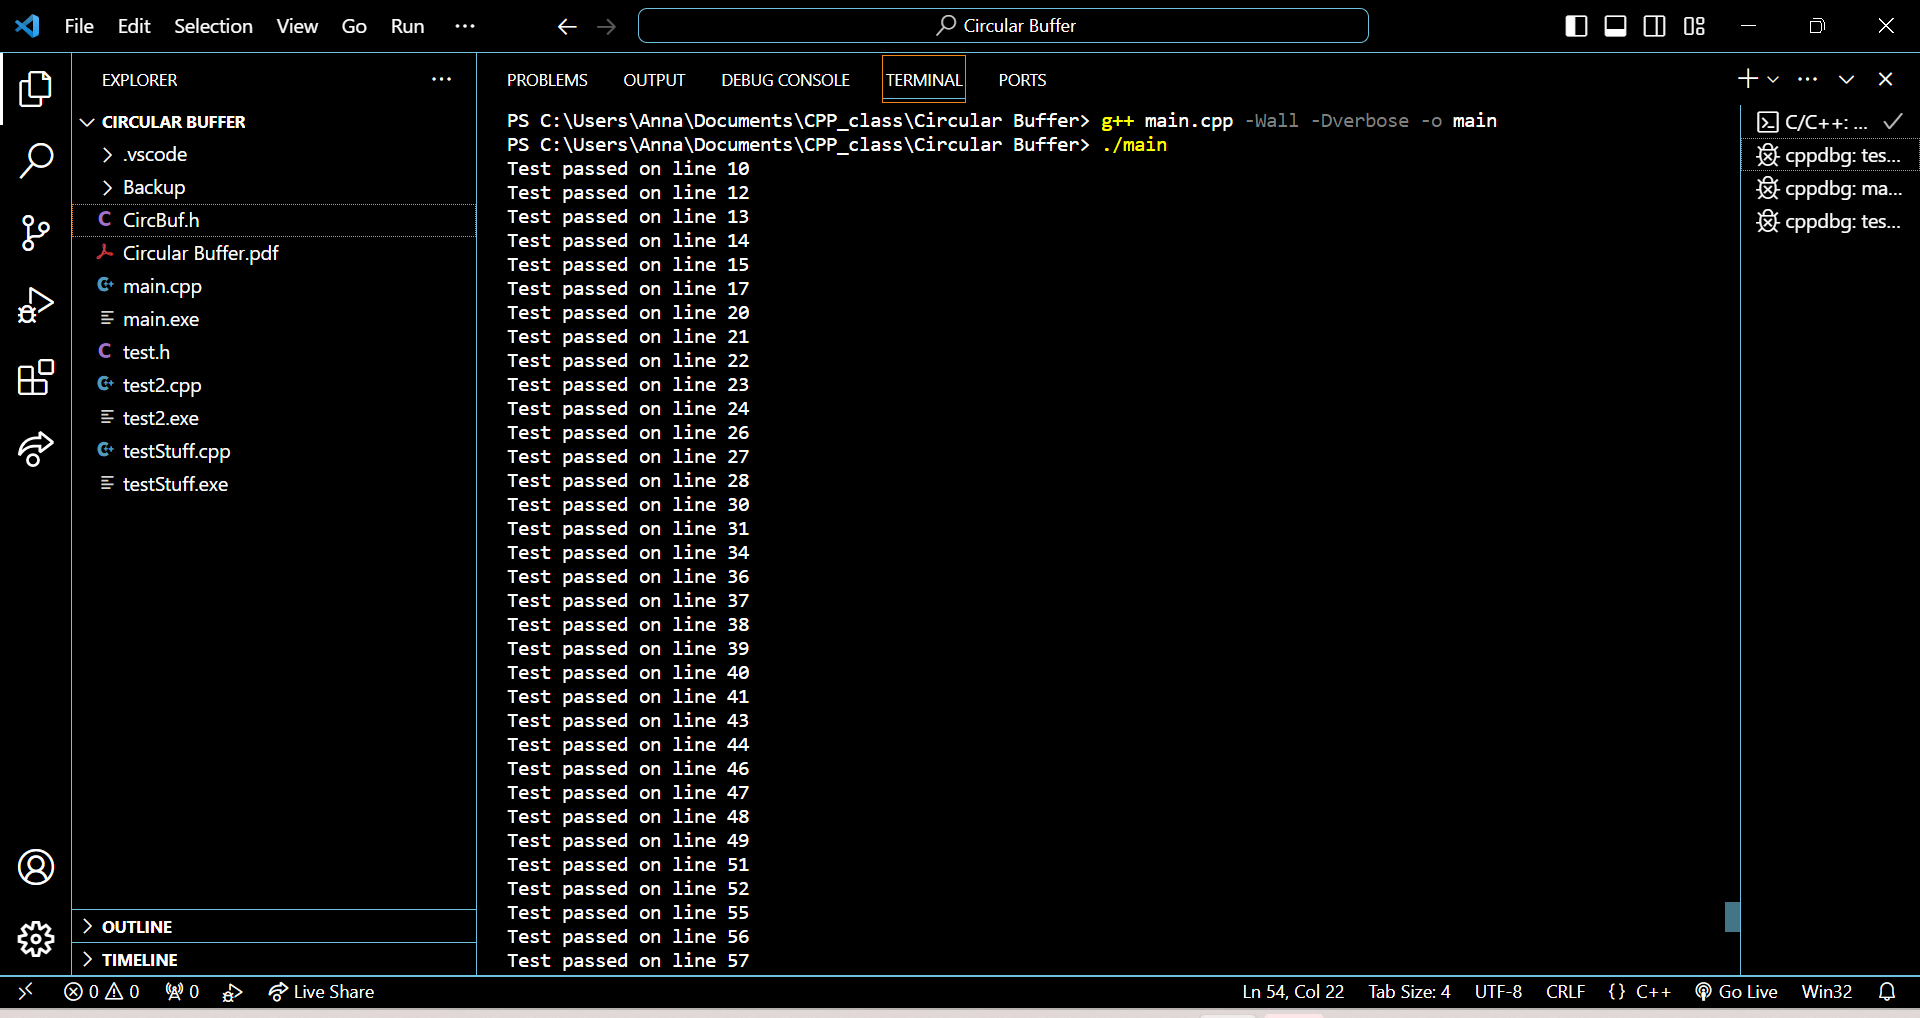 File Edit Selection View Go Run ···
Circular Buffer
EXPLORER
CIRCULAR BUFFER
.vscode
Backup
CircBuf.h
Circular Buffer.pdf
main.cpp
main.exe
test.h
test2.cpp
test2.exe
testStuff.cpp
testStuff.exe
OUTLINE
TIMELINE
PROBLEMS OUTPUT DEBUG CONSOLE TERMINAL PORTS
PS C:\Users\Anna\Documents\CPP_class\Circular Buffer> g++ main.cpp -Wall -Dverbose -o main
PS C:\Users\Anna\Documents\CPP_class\Circular Buffer> ./main
Test passed on line 10
Test passed on line 12
Test passed on line 13
Test passed on line 14
Test passed on line 15
Test passed on line 17
Test passed on line 20
Test passed on line 21
Test passed on line 22
Test passed on line 23
Test passed on line 24
Test passed on line 26
Test passed on line 27
Test passed on line 28
Test passed on line 30
Test passed on line 31
Test passed on line 34
Test passed on line 36
Test passed on line 37
Test passed on line 38
Test passed on line 39
Test passed on line 40
Test passed on line 41
Test passed on line 43
Test passed on line 44
Test passed on line 46
Test passed on line 47
Test passed on line 48
Test passed on line 49
Test passed on line 51
Test passed on line 52
Test passed on line 55
Test passed on line 56
Test passed on line 57
C/C++: ...
cppdbg: tes...
cppdbg: ma...
cppdbg: tes...
0 0 0 Live Share Ln 54, Col 22 Tab Size: 4 UTF-8 CRLF {} C++ Go Live Win32